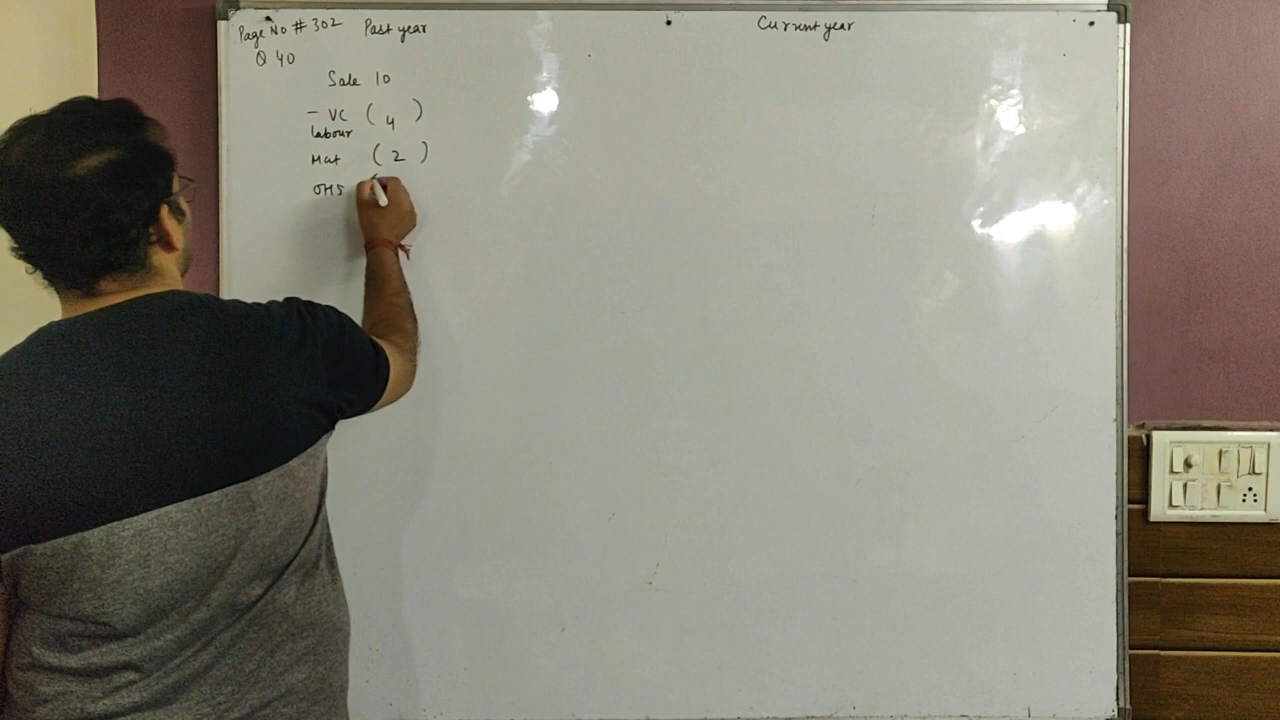 Page No # 302 Past year Current year
Q 40
Sale 10
- VC ( 4 )
labour
Mat ( 2 )
OHS (